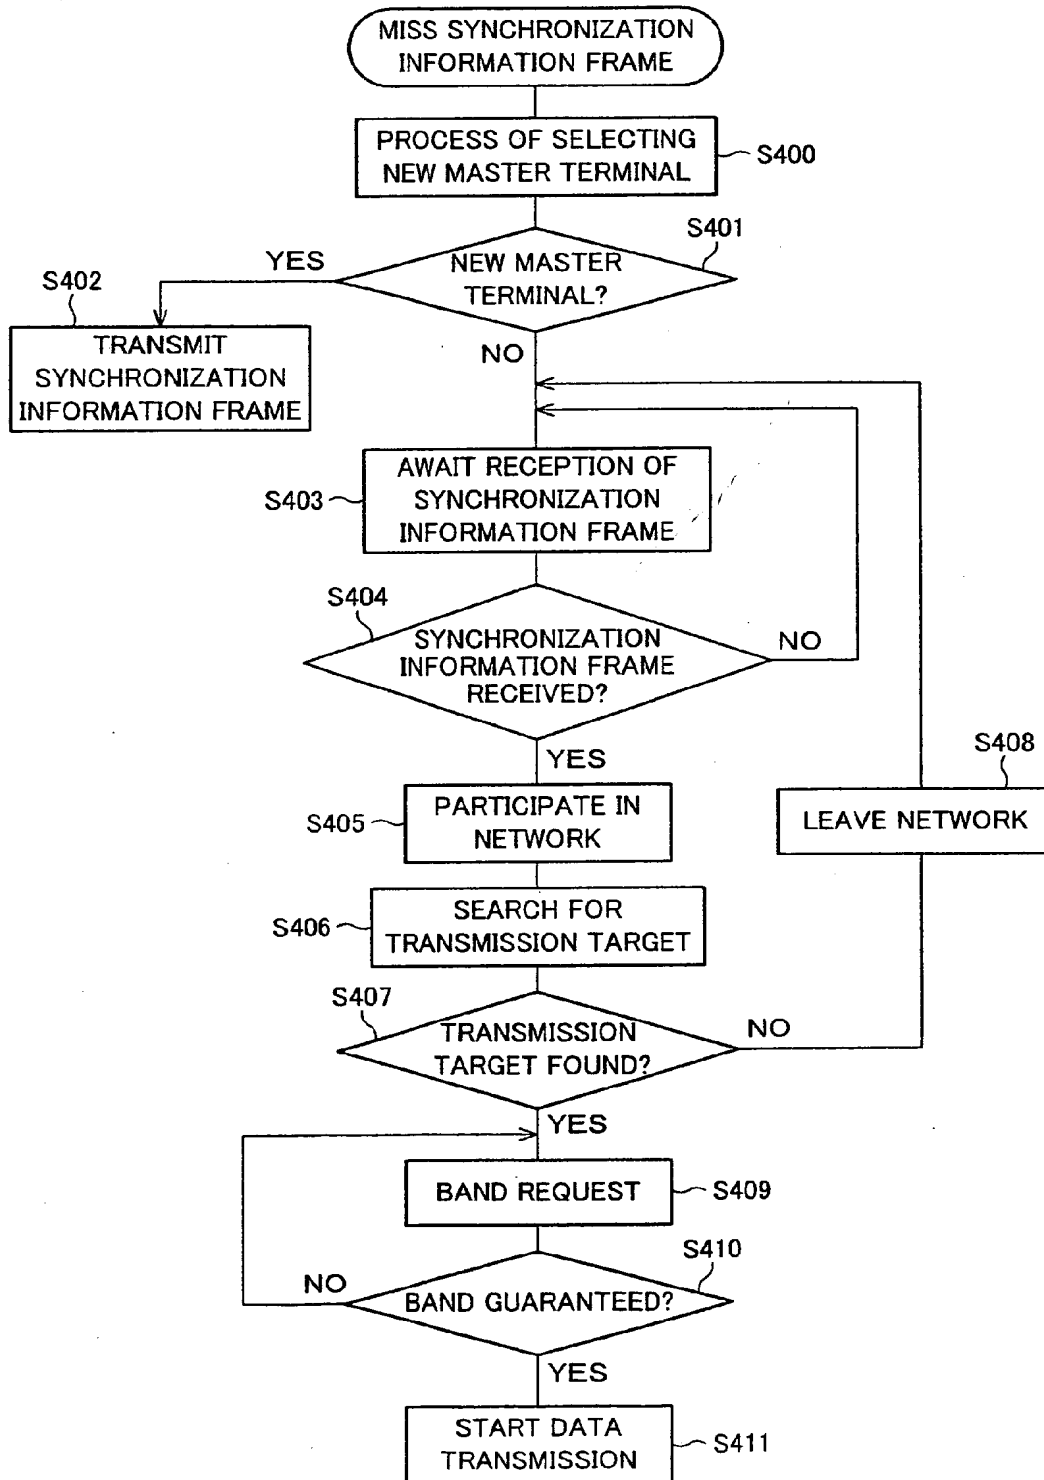 MISS SYNCHRONIZATION
INFORMATION FRAME
PROCESS OF SELECTING
NEW MASTER TERMINAL
S400
S401
NEW MASTER
TERMINAL?
YES
S402
TRANSMIT
SYNCHRONIZATION
INFORMATION FRAME
NO
AWAIT RECEPTION OF
SYNCHRONIZATION
INFORMATION FRAME
S403
S404
SYNCHRONIZATION
INFORMATION FRAME
RECEIVED?
NO
YES
S408
LEAVE NETWORK
PARTICIPATE IN
NETWORK
S405
SEARCH FOR
TRANSMISSION TARGET
S406
S407
TRANSMISSION
TARGET FOUND?
NO
YES
BAND REQUEST
S409
S410
BAND GUARANTEED?
NO
YES
START DATA
TRANSMISSION
S411